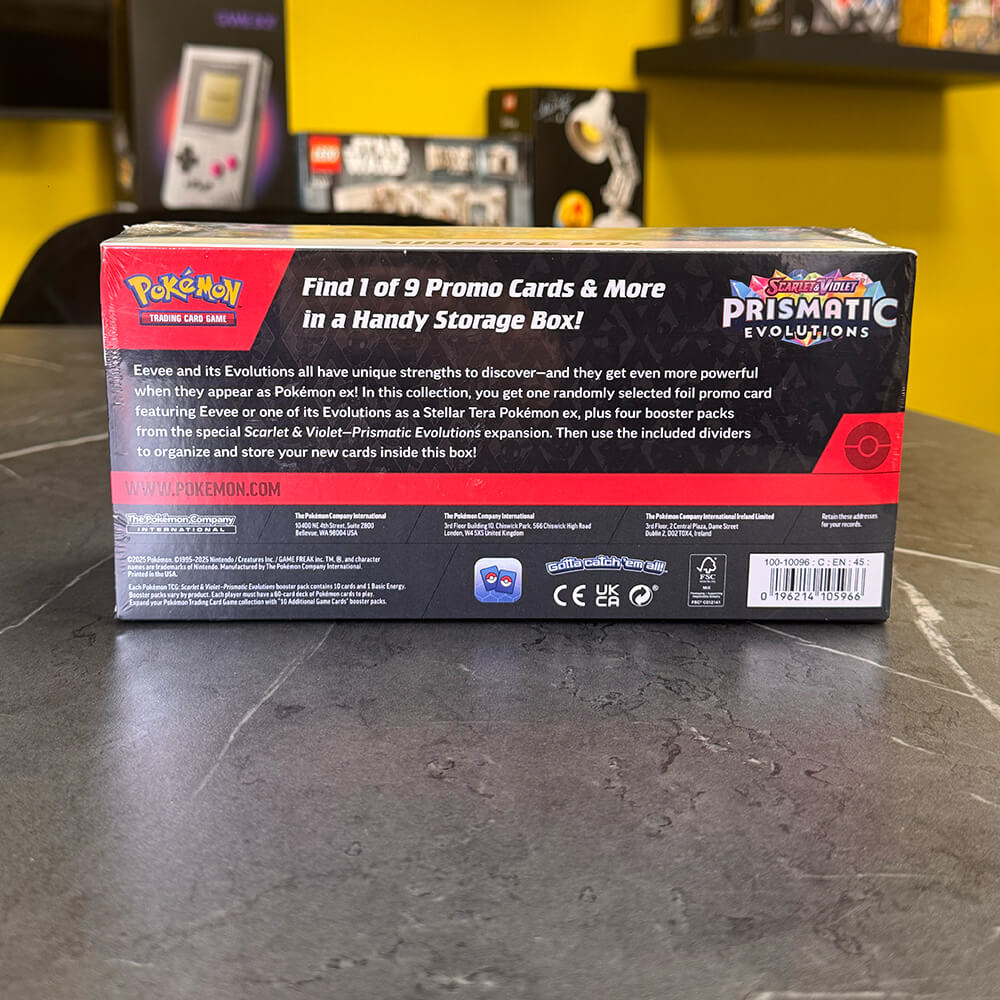 GAME BOY
LEGO
STAR
WARS
SURPRISE BOX
POKéMON
TRADING CARD GAME
Find 1 of 9 Promo Cards & More
in a Handy Storage Box!
SCARLET & VIOLET
PRISMATIC
EVOLUTIONS
Eevee and its Evolutions all have unique strengths to discover—and they get even more powerful
when they appear as Pokémon ex! In this collection, you get one randomly selected foil promo card
featuring Eevee or one of its Evolutions as a Stellar Tera Pokémon ex, plus four booster packs
from the special Scarlet & Violet—Prismatic Evolutions expansion. Then use the included dividers
to organize and store your new cards inside this box!
WWW.POKEMON.COM
The Pokémon Company
INTERNATIONAL
The Pokémon Company International
10400 NE 4th Street, Suite 2800
Bellevue, WA 98004 USA
The Pokémon Company International
3rd Floor Building 10, Chiswick Park, 566 Chiswick High Road
London, W4 5XS United Kingdom
The Pokémon Company International Ireland Limited
3rd Floor, 2 Central Plaza, Dame Street
Dublin 2, D02 T0X4, Ireland
Retain these addresses
for your records.
©2025 Pokémon. ©1995–2025 Nintendo / Creatures Inc. / GAME FREAK inc. TM, ®, and character
names are trademarks of Nintendo. Manufactured by The Pokémon Company International.
Printed in the USA.
Each Pokémon TCG: Scarlet & Violet—Prismatic Evolutions booster pack contains 10 cards and 1 Basic Energy.
Booster packs vary by product. Each player must have a 60-card deck of Pokémon cards to play.
Expand your Pokémon Trading Card Game collection with "10 Additional Game Cards" booster packs.
Gotta catch 'em all!
CE
UK
CA
FSC
MIX
FSC® C012141
100-10096 : C : EN : 45 :
0 196214 105966